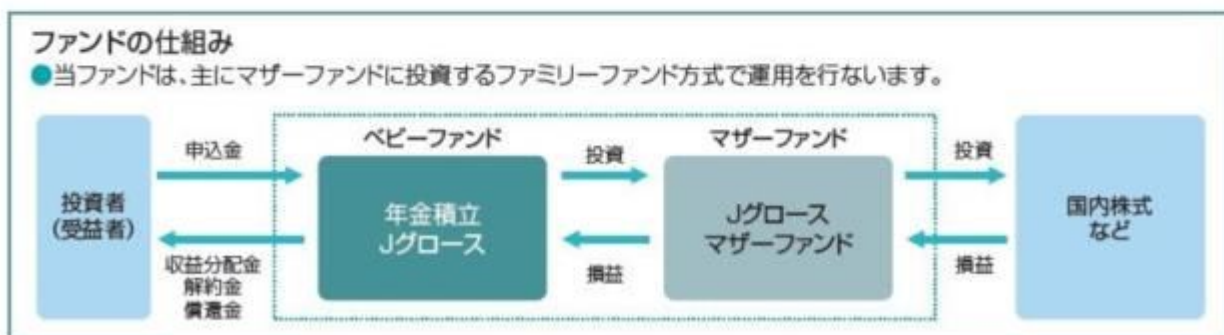 ファンドの仕組み
●当ファンドは、主にマザーファンドに投資するファミリーファンド方式で運用を行ないます。
投資者
(受益者)
申込金
収益分配金
解約金
償還金
ベビーファンド
年金積立
Jグロース
投資
損益
マザーファンド
Jグロース
マザーファンド
投資
損益
国内株式
など